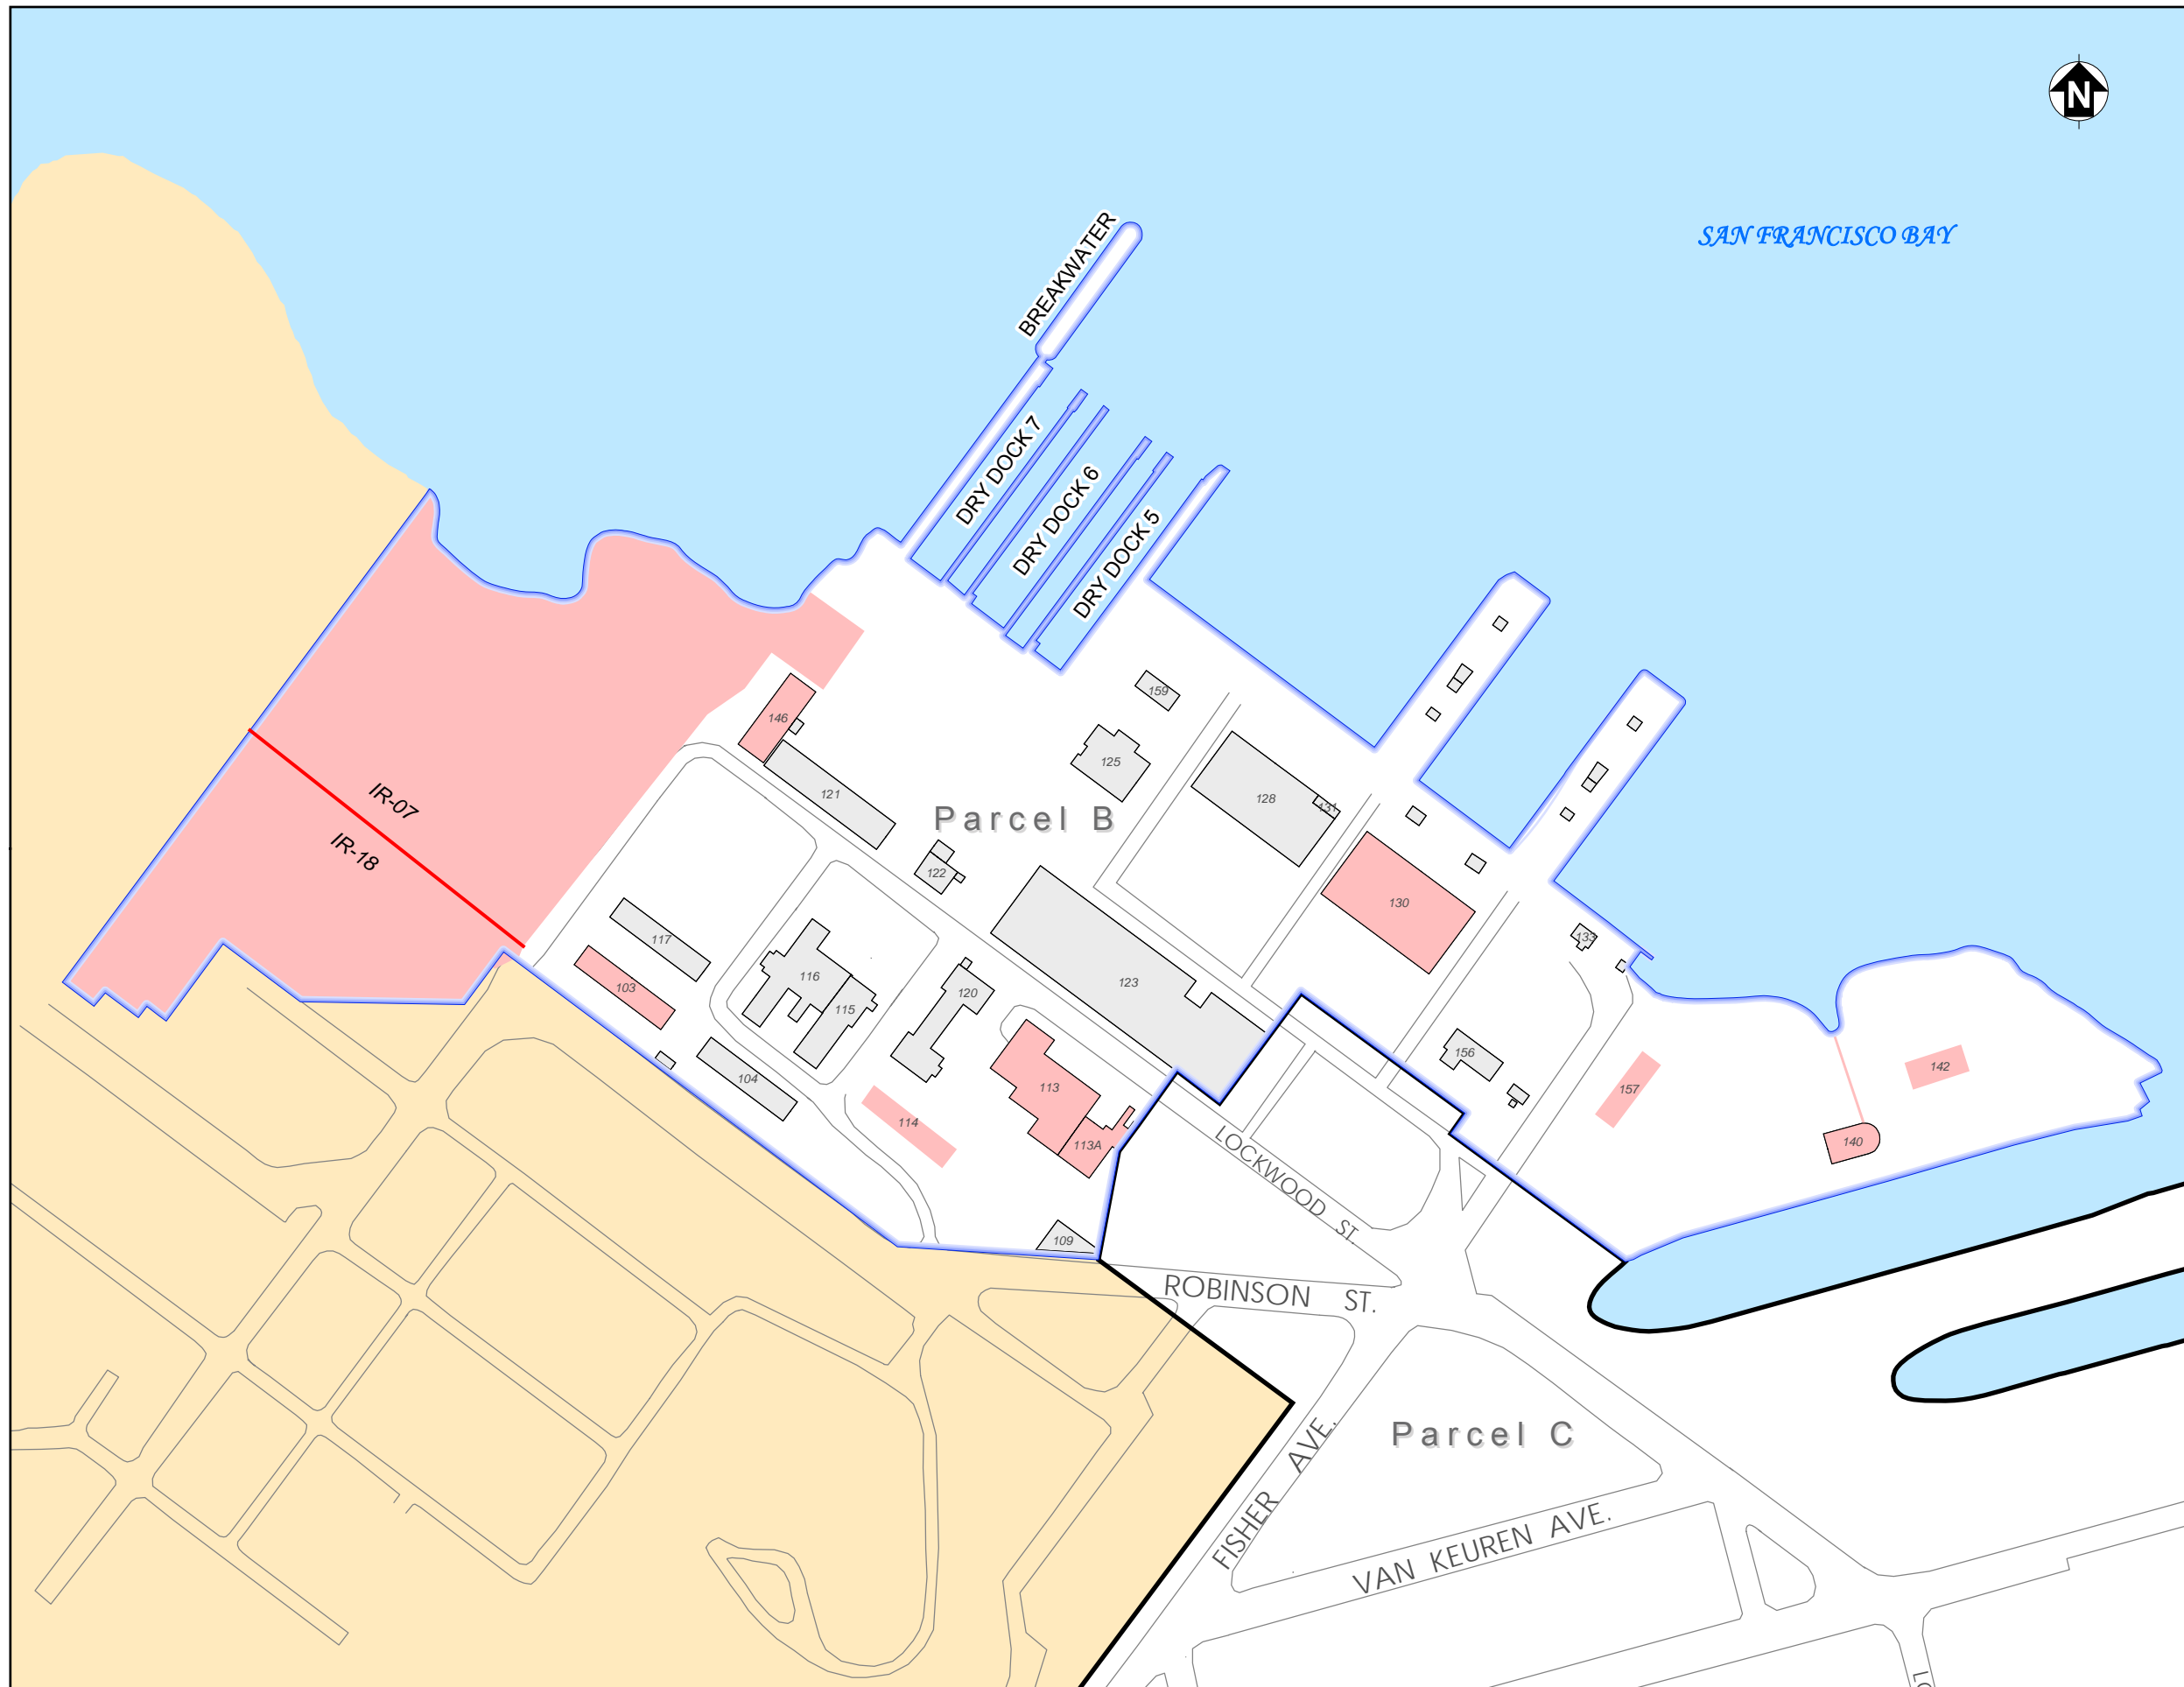 N
SAN FRANCISCO BAY
BREAKWATER
DRY DOCK 7
DRY DOCK 6
DRY DOCK 5
159
146
125
121
128
131
IR-07
IR-18
Parcel B
122
130
117
133
116
123
103
120
115
156
104
113
157
142
114
113A
140
LOCKWOOD ST.
109
ROBINSON ST.
FISHER AVE.
Parcel C
VAN KEUREN AVE.